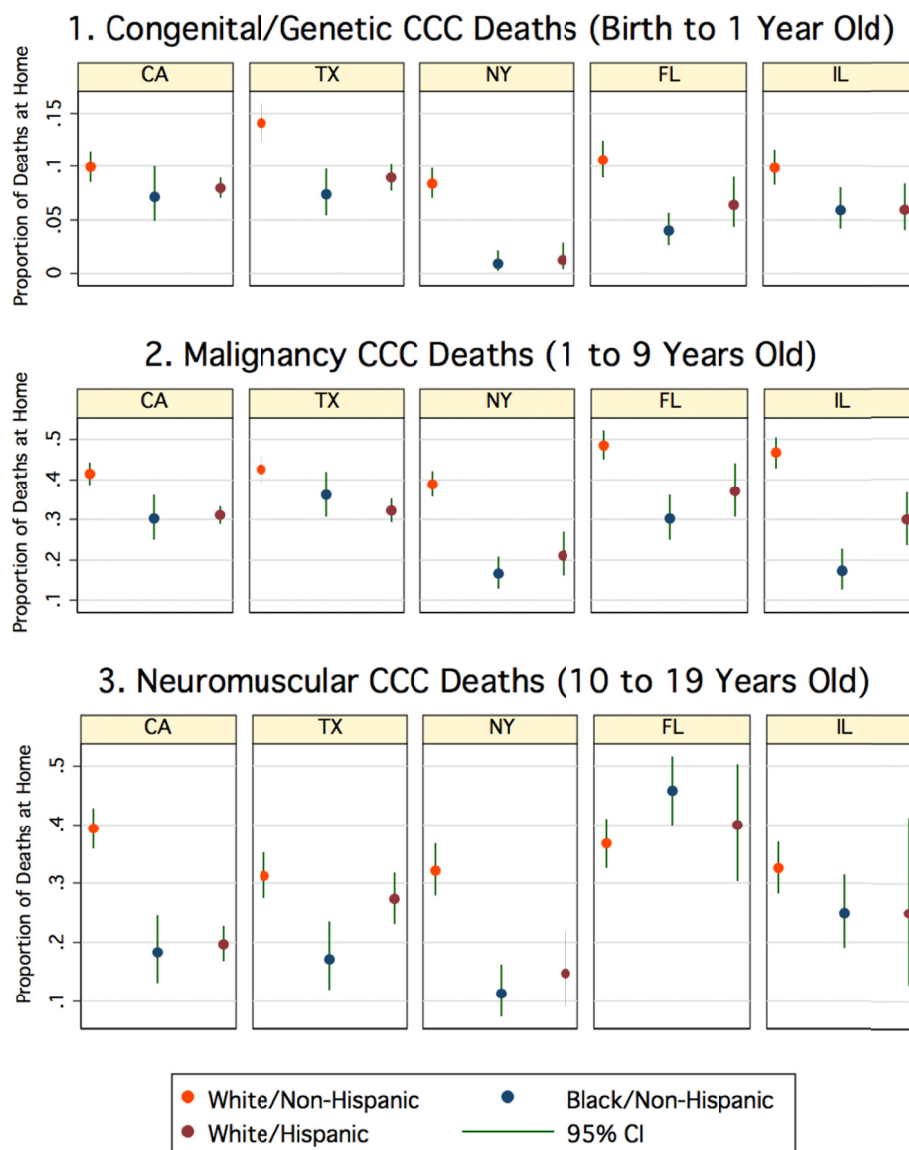 1. Congenital/Genetic CCC Deaths (Birth to 1 Year Old)
Proportion of Deaths at Home
CA TX NY FL IL
.15
.1
.05
0
2. Malignancy CCC Deaths (1 to 9 Years Old)
Proportion of Deaths at Home
CA TX NY FL IL
.5
.4
.3
.2
.1
3. Neuromuscular CCC Deaths (10 to 19 Years Old)
Proportion of Deaths at Home
CA TX NY FL IL
.5
.4
.3
.2
.1
White/Non-Hispanic Black/Non-Hispanic
White/Hispanic 95% CI